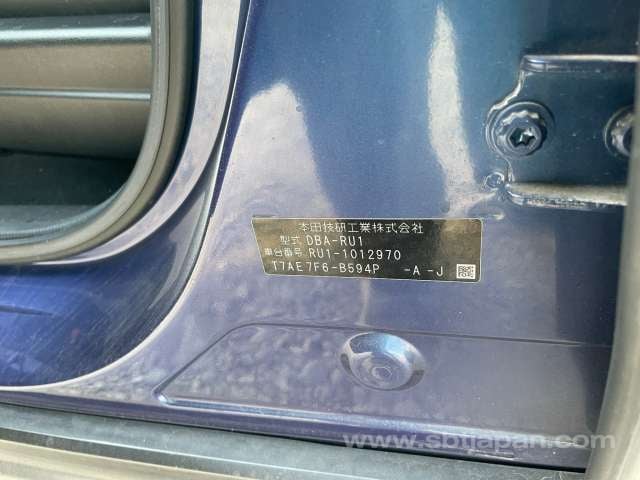 本田技研工業株式会社
型式 DBA-RU1
車台番号 RU1-1012970
T7AE7F6-B594P -A-J
www.sbtjapan.com